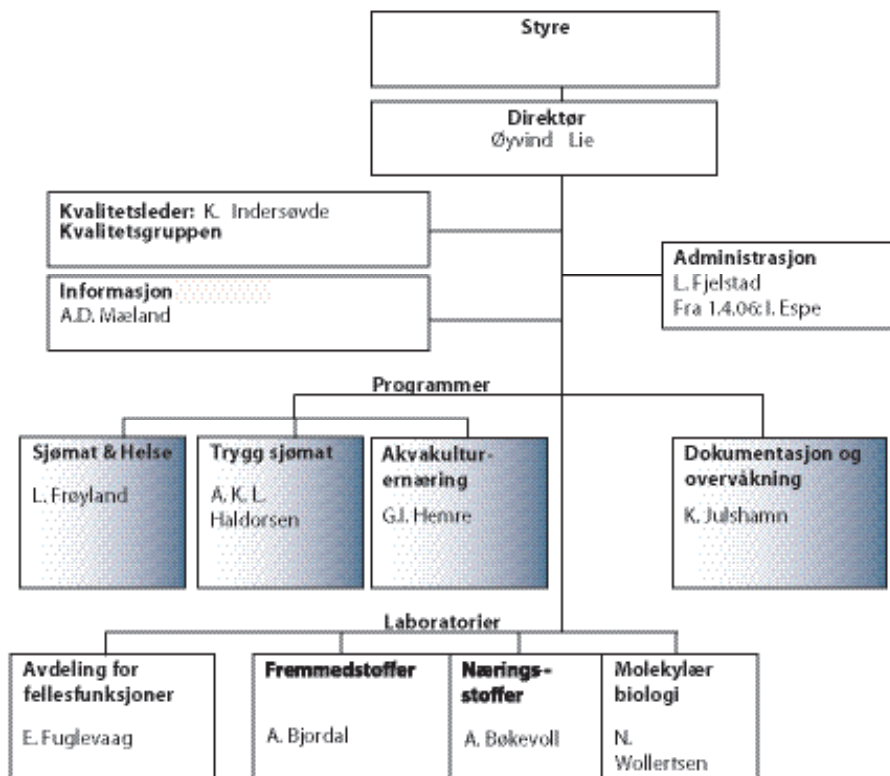 Styre
Direktør
Øyvind Lie
Kvalitetsleder: K. Indersøvde
Kvalitetsgruppen
Informasjon
A.D. Mæland
Administrasjon
L. Fjelstad
Fra 1.4.06: I. Espe
Programmer
Sjømat & Helse
L. Frøyland
Trygg sjømat
A. K. L.
Haldorsen
Akvakultur-
ernæring
G.I. Hemre
Dokumentasjon og
overvåkning
K. Julshamn
Laboratorier
Avdeling for
fellesfunksjoner
E. Fuglevaag
Fremmedstoffer
A. Bjordal
Nærings-
stoffer
A. Bøkevoll
Molekylær
biologi
N.
Wollertsen